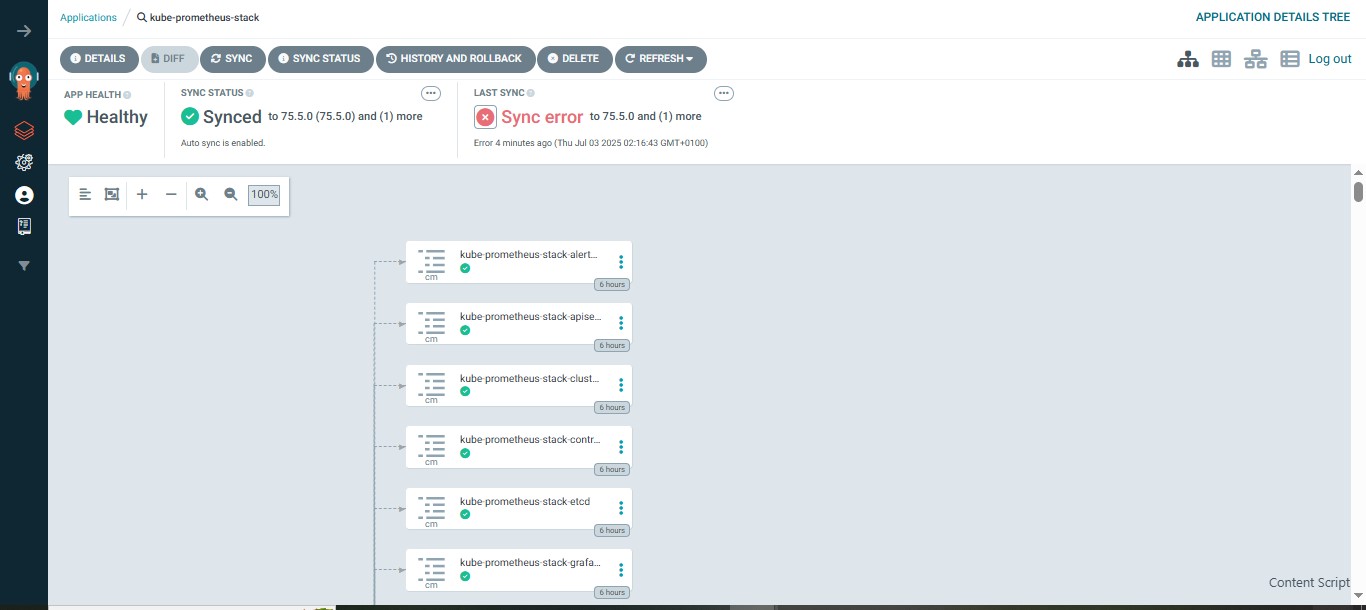 Applications / kube-prometheus-stack
APPLICATION DETAILS TREE
DETAILS DIFF SYNC SYNC STATUS HISTORY AND ROLLBACK DELETE REFRESH
Log out
APP HEALTH
Healthy
SYNC STATUS
Synced to 75.5.0 (75.5.0) and (1) more
Auto sync is enabled.
LAST SYNC
Sync error to 75.5.0 and (1) more
Error 4 minutes ago (Thu Jul 03 2025 02:16:43 GMT+0100)
100%
kube-prometheus-stack-alert...
cm
6 hours
kube-prometheus-stack-apise...
cm
6 hours
kube-prometheus-stack-clust...
cm
6 hours
kube-prometheus-stack-contr...
cm
6 hours
kube-prometheus-stack-etcd
cm
6 hours
kube-prometheus-stack-grafa...
cm
6 hours
Content Script